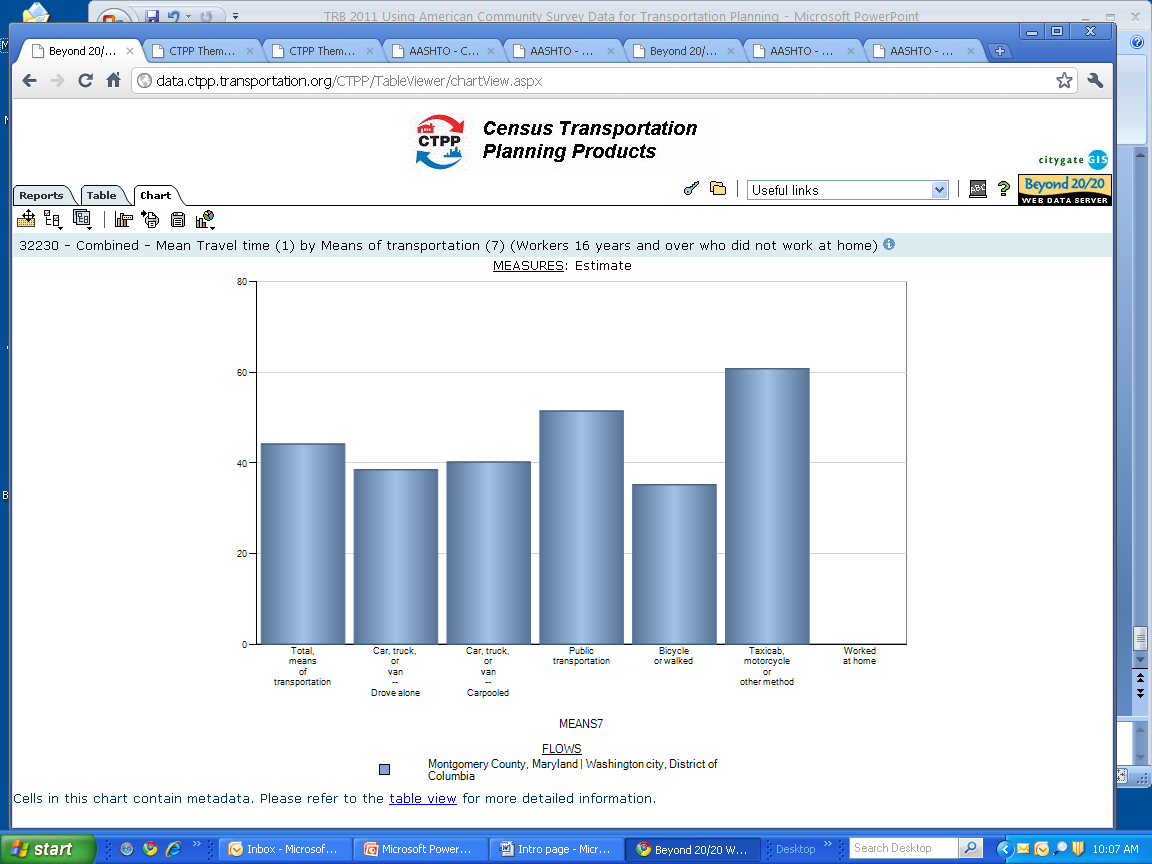 TRB 2011 Using American Community Survey Data for Transportation Planning - Microsoft PowerPoint
Beyond 20/... CTPP Them... CTPP Them... AASHTO - C... AASHTO - ... Beyond 20/... AASHTO - ... AASHTO - ...
data.ctpp.transportation.org/CTPP/TableViewer/chartView.aspx
CTPP
Census Transportation
Planning Products
citygate GIS
Reports Table Chart
Useful links
ABC
?
Beyond 20/20
WEB DATA SERVER
32230 - Combined - Mean Travel time (1) by Means of transportation (7) (Workers 16 years and over who did not work at home)
MEASURES: Estimate
80
60
40
20
0
Total,
means
of
transportation
Car, truck,
or
van
--
Drove alone
Car, truck,
or
van
--
Carpooled
Public
transportation
Bicycle
or walked
Taxicab,
motorcycle
or
other method
Worked
at home
MEANS7
FLOWS
Montgomery County, Maryland | Washington city, District of
Columbia
Cells in this chart contain metadata. Please refer to the table view for more detailed information.
start Inbox - Microsof... Microsoft Power... Intro page - Micr... Beyond 20/20 W... Desktop Search Desktop 10:07 AM